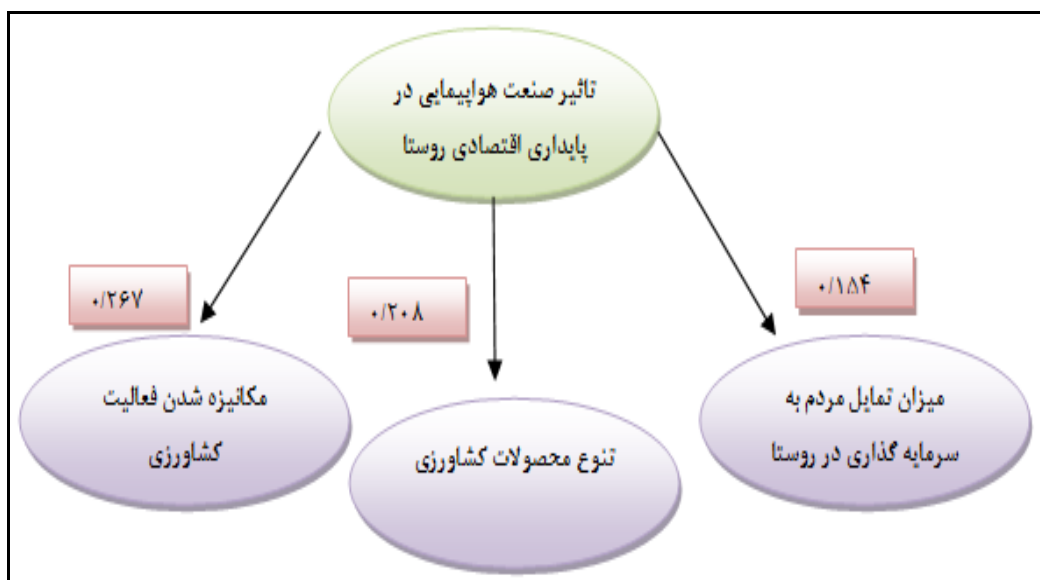 تاثیر صنعت هواپیمایی در
پایداری اقتصادی روستا
۰/۱۵۴
۰/۲۰۸
۰/۲۶۷
میزان تمایل مردم به
سرمایه گذاری در روستا
تنوع محصولات کشاورزی
مکانیزه شدن فعالیت
کشاورزی